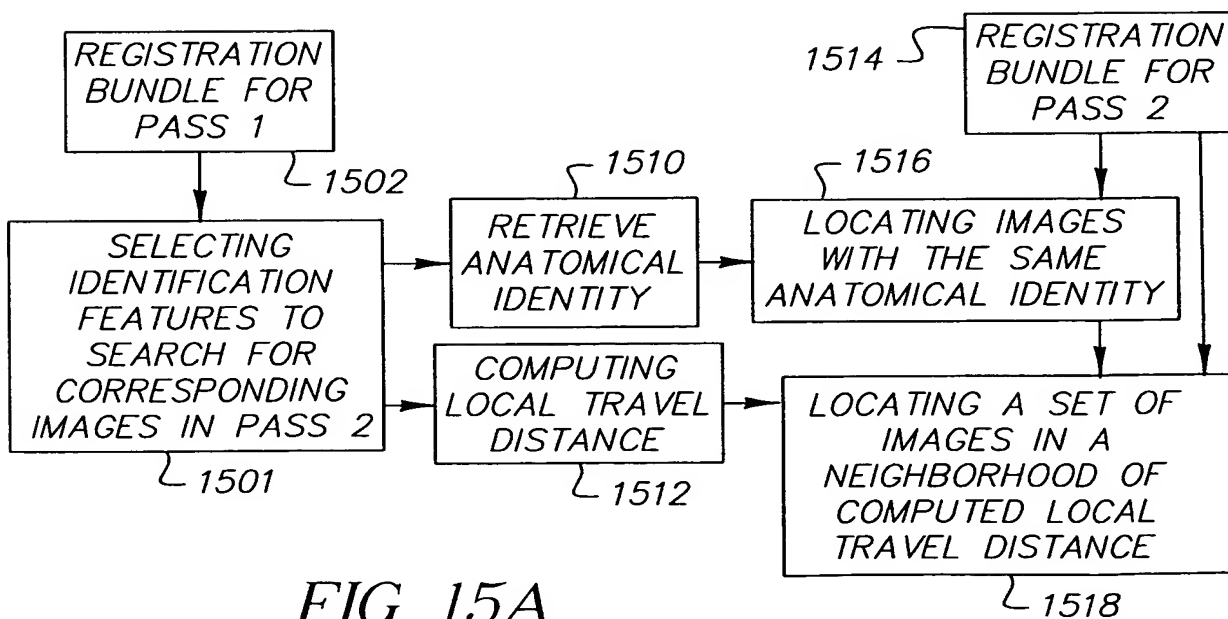 REGISTRATION
BUNDLE FOR
PASS 1
1502
SELECTING
IDENTIFICATION
FEATURES TO
SEARCH FOR
CORRESPONDING
IMAGES IN PASS 2
1501
1510
RETRIEVE
ANATOMICAL
IDENTITY
COMPUTING
LOCAL TRAVEL
DISTANCE
1512
1514
REGISTRATION
BUNDLE FOR
PASS 2
1516
LOCATING IMAGES
WITH THE SAME
ANATOMICAL IDENTITY
LOCATING A SET OF
IMAGES IN A
NEIGHBORHOOD OF
COMPUTED LOCAL
TRAVEL DISTANCE
1518
FIG. 15A